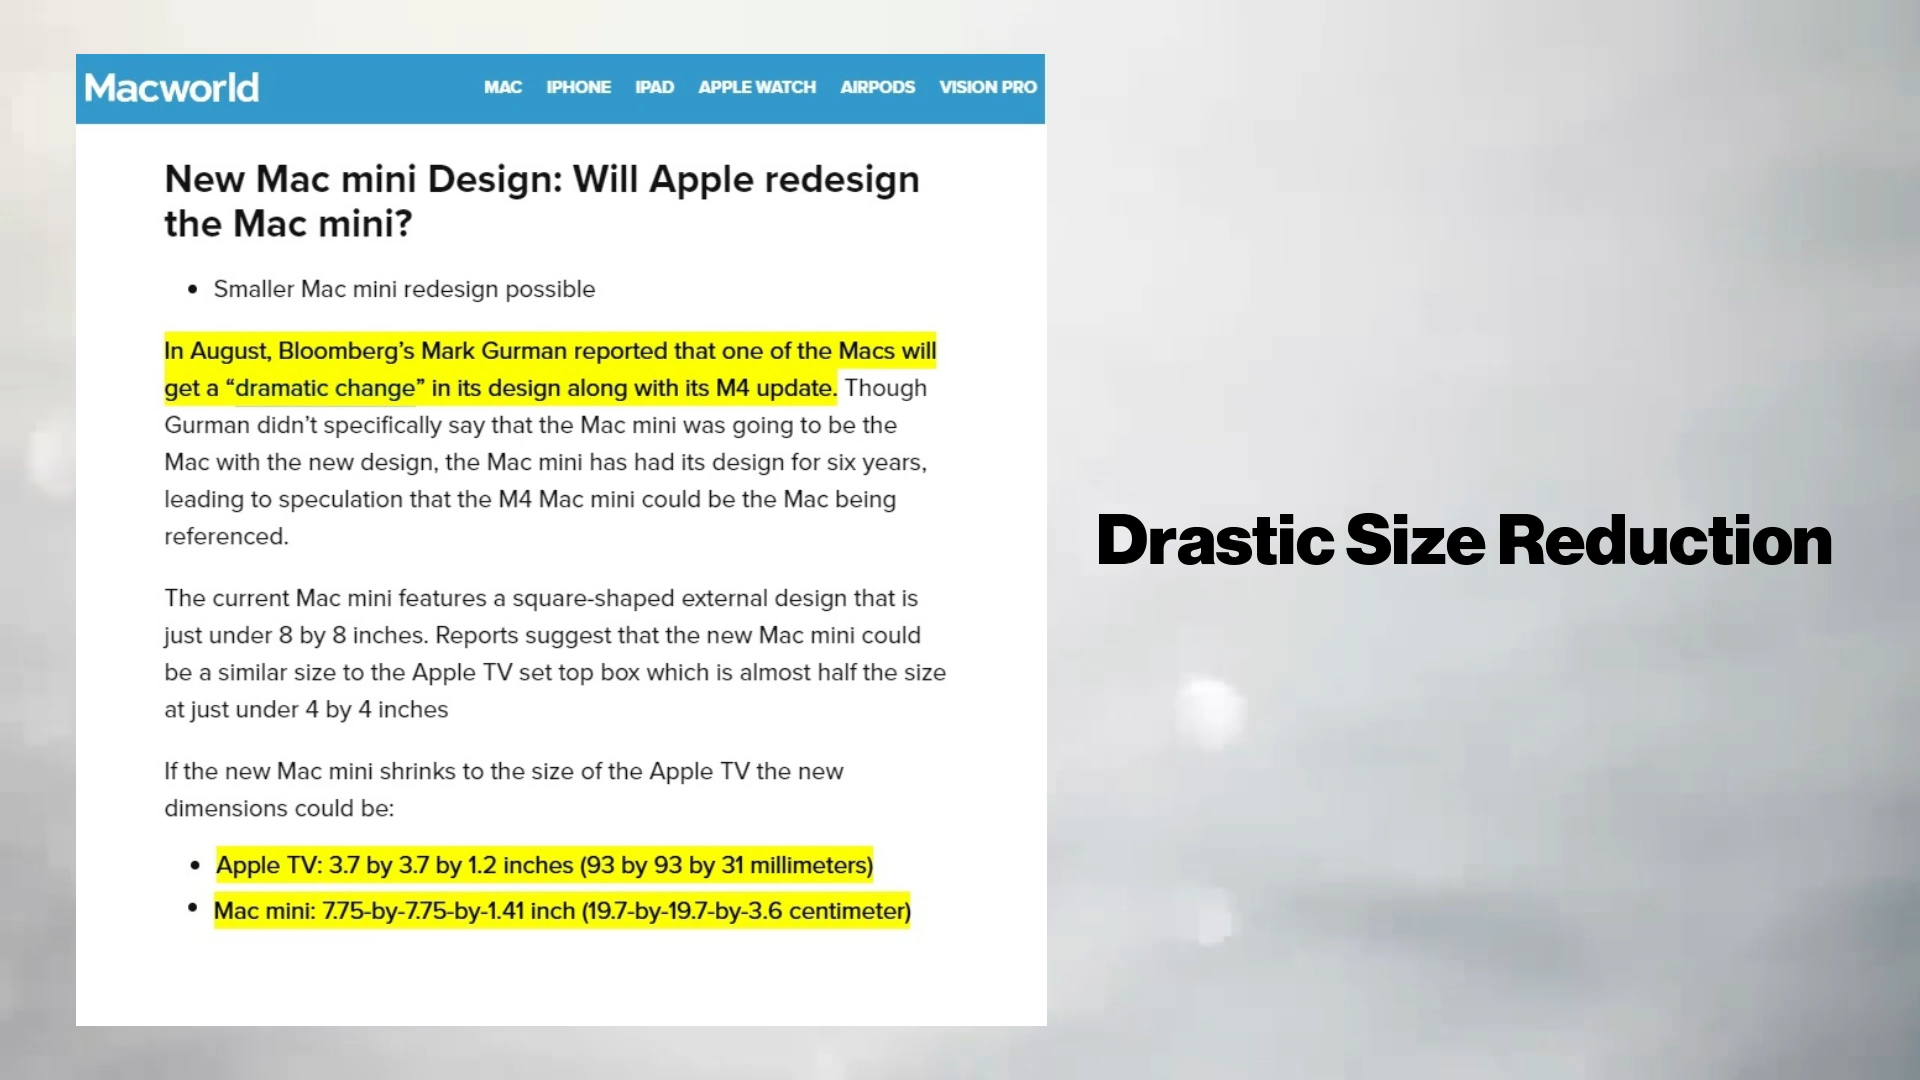 Macworld
MAC IPHONE IPAD APPLE WATCH AIRPODS VISION PRO
New Mac mini Design: Will Apple redesign
the Mac mini?
• Smaller Mac mini redesign possible
In August, Bloomberg’s Mark Gurman reported that one of the Macs will
get a “dramatic change” in its design along with its M4 update. Though
Gurman didn’t specifically say that the Mac mini was going to be the
Mac with the new design, the Mac mini has had its design for six years,
leading to speculation that the M4 Mac mini could be the Mac being
referenced.
The current Mac mini features a square-shaped external design that is
just under 8 by 8 inches. Reports suggest that the new Mac mini could
be a similar size to the Apple TV set top box which is almost half the size
at just under 4 by 4 inches
If the new Mac mini shrinks to the size of the Apple TV the new
dimensions could be:
• Apple TV: 3.7 by 3.7 by 1.2 inches (93 by 93 by 31 millimeters)
• Mac mini: 7.75-by-7.75-by-1.41 inch (19.7-by-19.7-by-3.6 centimeter)
Drastic Size Reduction